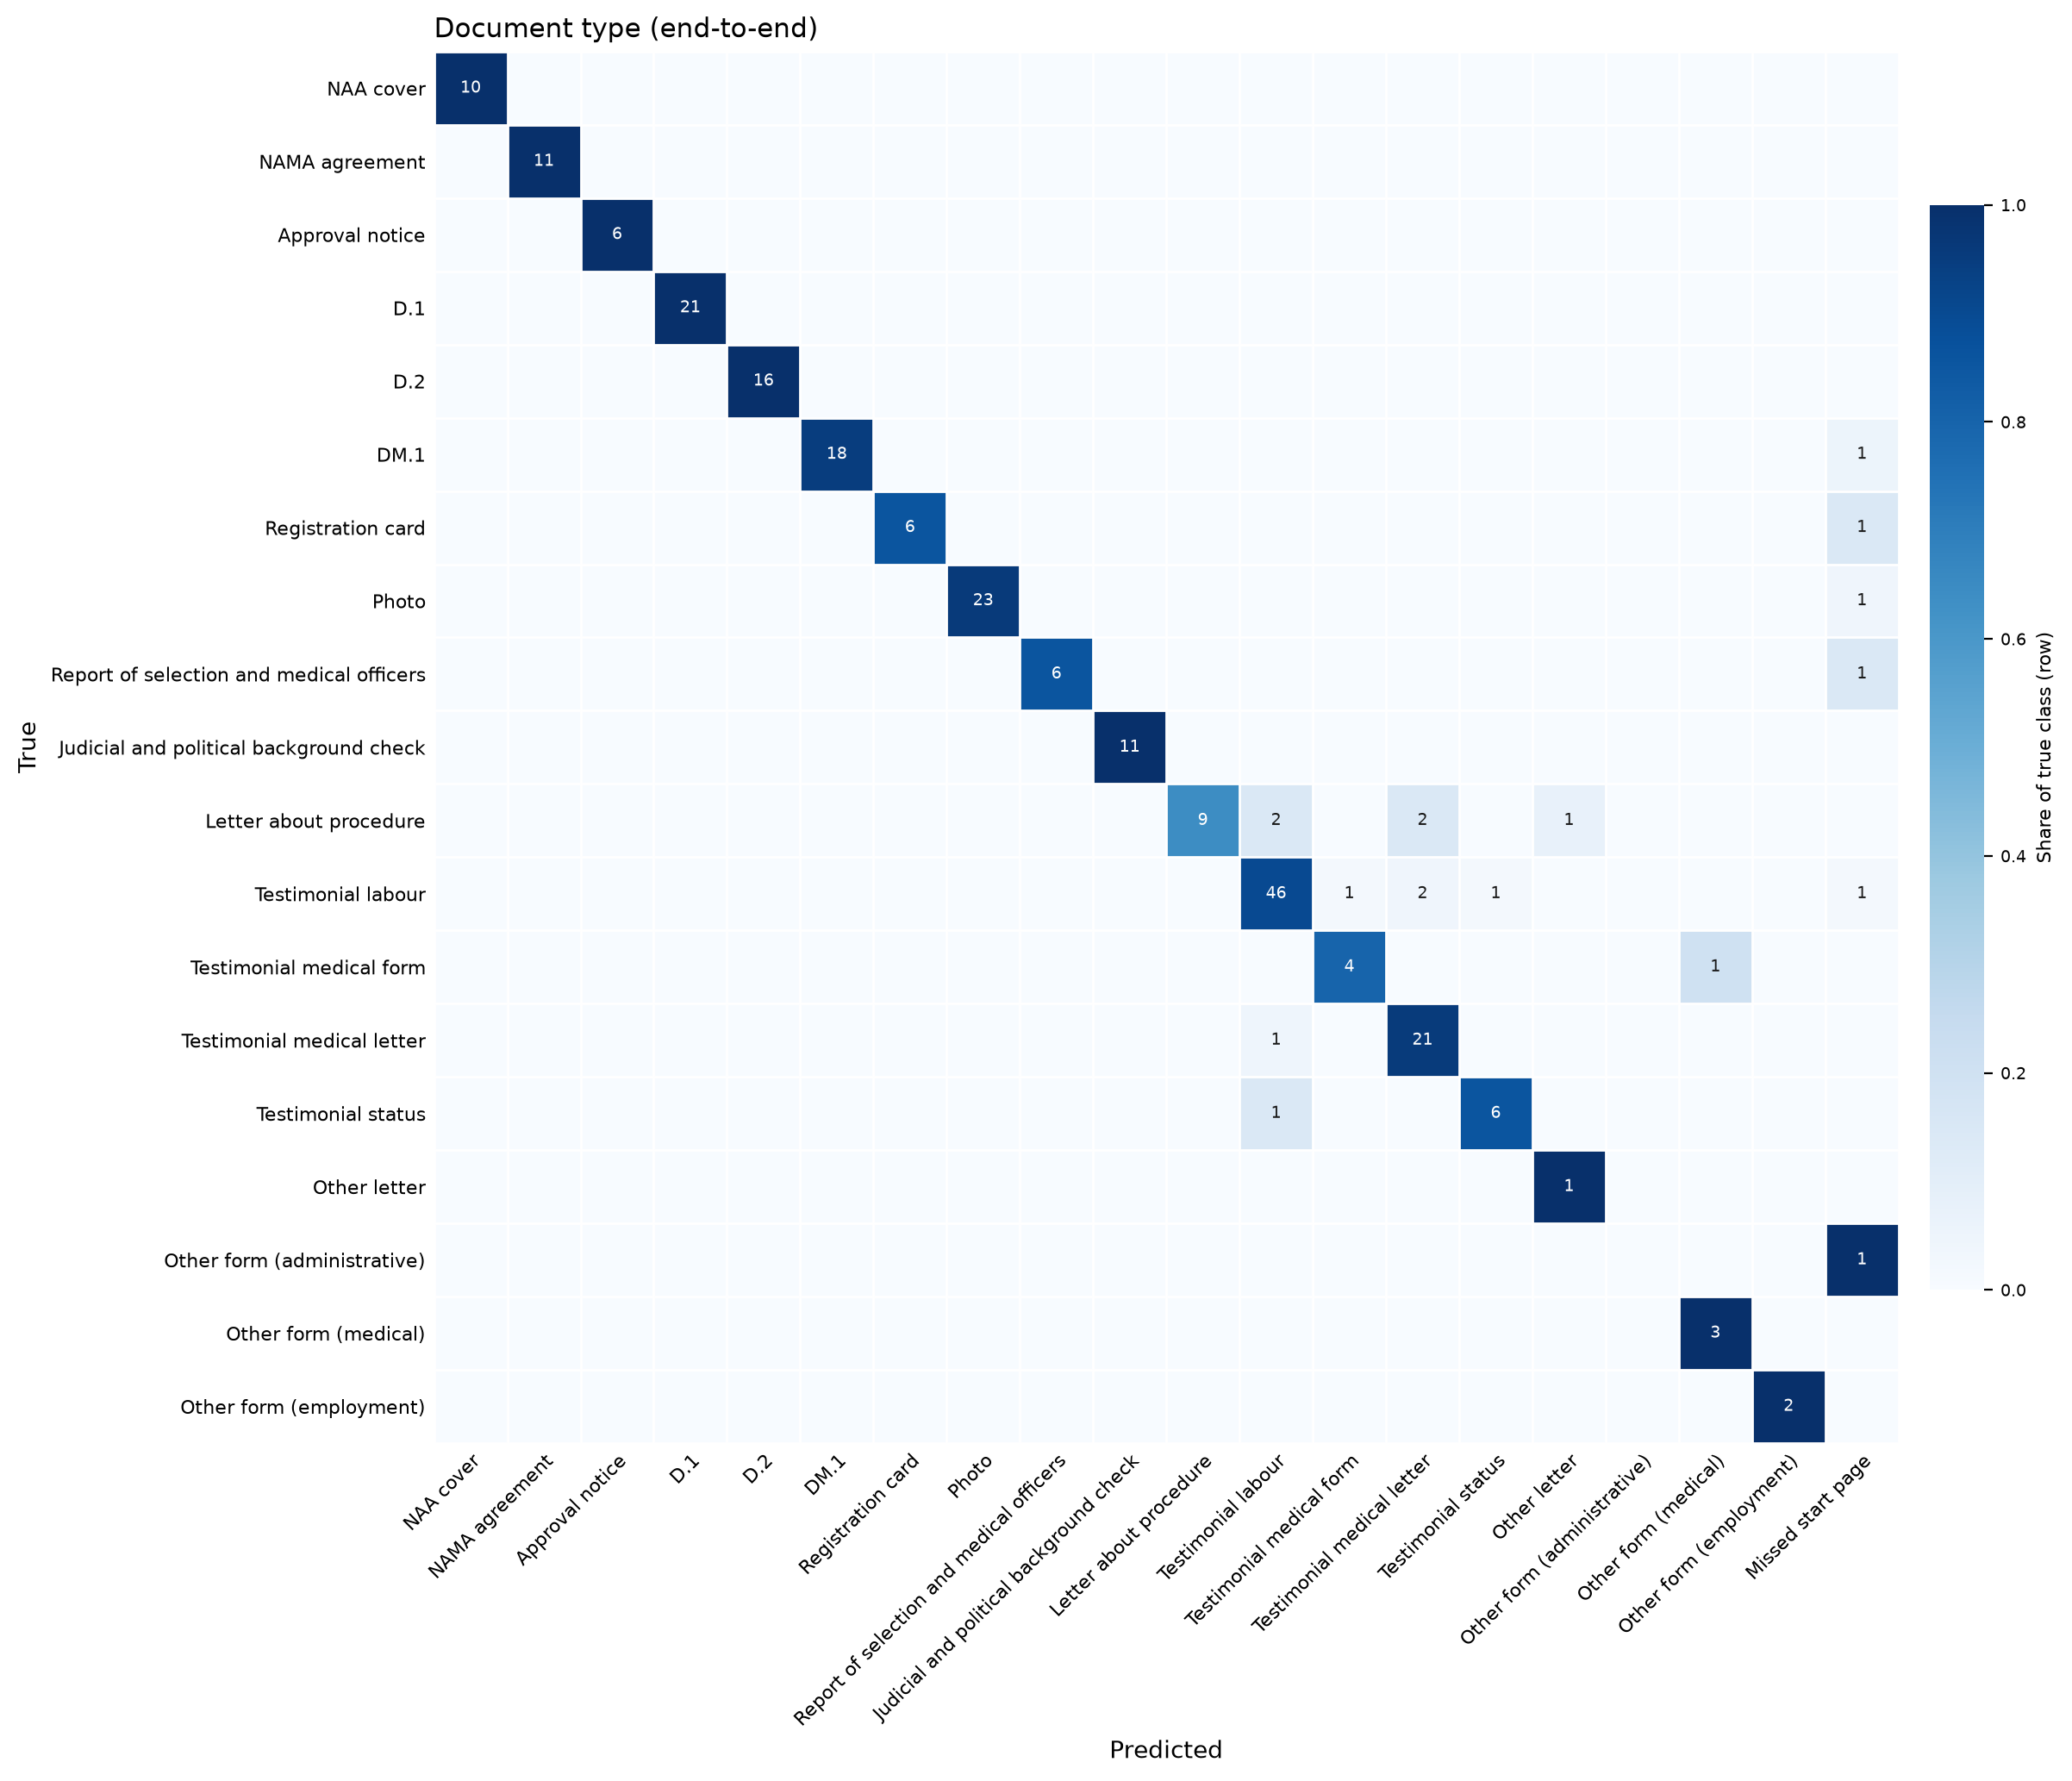 Document type (end-to-end)
NAA cover 10
NAMA agreement 11
Approval notice 6
D.1 21
D.2 16
DM.1 18 1
Registration card 6 1
Photo 23 1
Report of selection and medical officers 6 1
Judicial and political background check 11
Letter about procedure 9 2 2 1
Testimonial labour 46 1 2 1 1
Testimonial medical form 4 1
Testimonial medical letter 1 21
Testimonial status 1 6
Other letter 1
Other form (administrative) 1
Other form (medical) 3
Other form (employment) 2
True
NAA cover
NAMA agreement
Approval notice
D.1
D.2
DM.1
Registration card
Photo
Report of selection and medical officers
Judicial and political background check
Letter about procedure
Testimonial labour
Testimonial medical form
Testimonial medical letter
Testimonial status
Other letter
Other form (administrative)
Other form (medical)
Other form (employment)
Missed start page
Predicted
1.0
0.8
0.6
0.4
0.2
0.0
Share of true class (row)